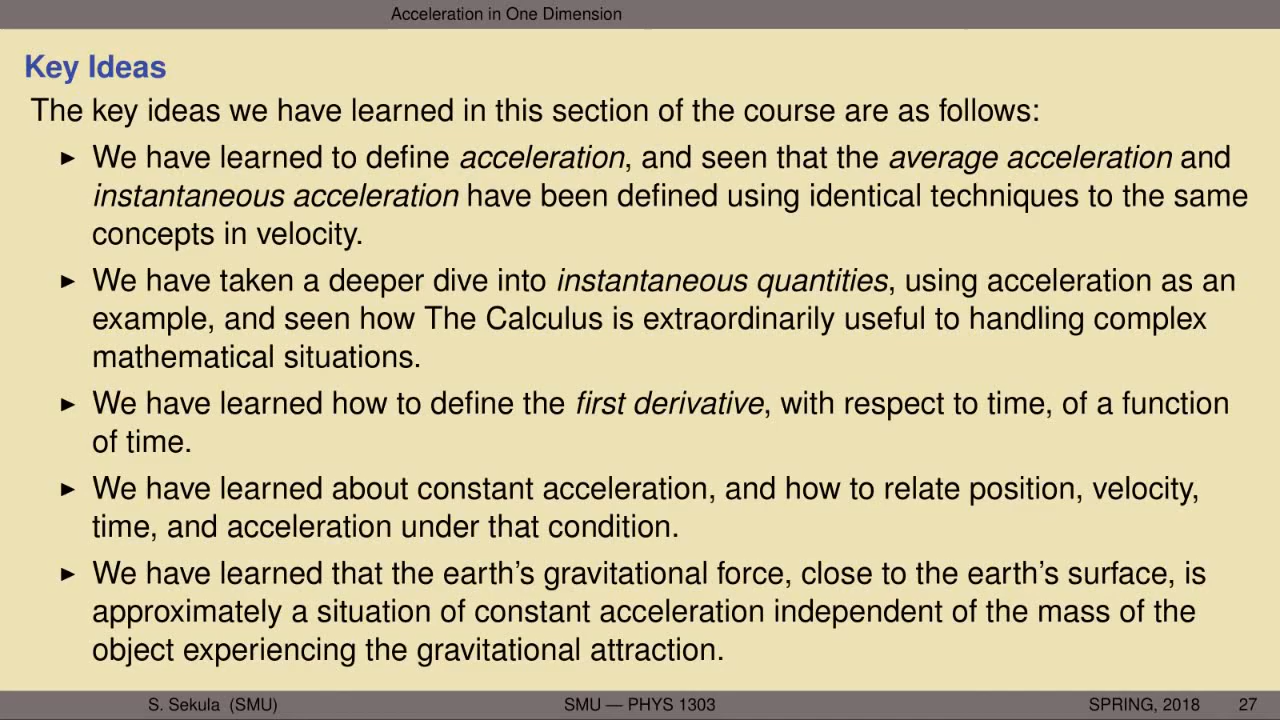 Acceleration in One Dimension
Key Ideas
The key ideas we have learned in this section of the course are as follows:
► We have learned to define acceleration, and seen that the average acceleration and
instantaneous acceleration have been defined using identical techniques to the same
concepts in velocity.
► We have taken a deeper dive into instantaneous quantities, using acceleration as an
example, and seen how The Calculus is extraordinarily useful to handling complex
mathematical situations.
► We have learned how to define the first derivative, with respect to time, of a function
of time.
► We have learned about constant acceleration, and how to relate position, velocity,
time, and acceleration under that condition.
► We have learned that the earth's gravitational force, close to the earth's surface, is
approximately a situation of constant acceleration independent of the mass of the
object experiencing the gravitational attraction.
S. Sekula (SMU) SMU — PHYS 1303 SPRING, 2018 27